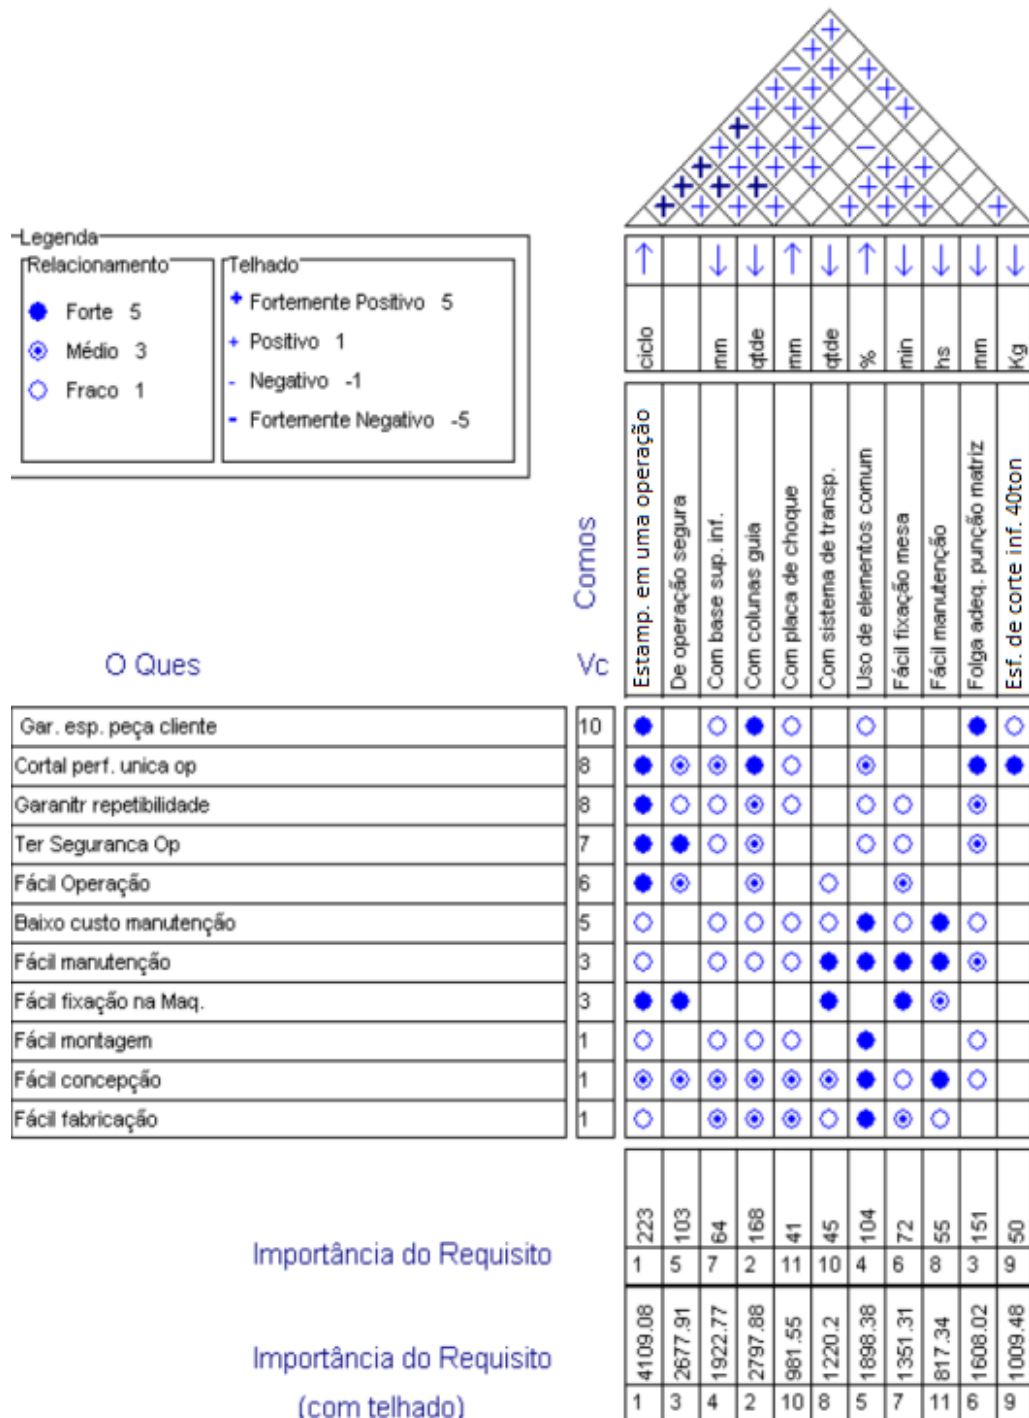 Legenda
Relacionamento
Forte 5
Médio 3
Fraco 1
Telhado
Fortemente Positivo 5
Positivo 1
Negativo -1
Fortemente Negativo -5
ciclo
mm
qtde
mm
qtde
%
min
hs
mm
Kg
Comos
Estamp. em uma operação
De operação segura
Com base sup. inf.
Com colunas guia
Com placa de choque
Com sistema de transp.
Uso de elementos comum
Fácil fixação mesa
Fácil manutenção
Folga adeq. punção matriz
Esf. de corte inf. 40ton
O Ques
Vc
Gar. esp. peça cliente 10
Cortal perf. unica op 8
Garanitr repetibilidade 8
Ter Seguranca Op 7
Fácil Operação 6
Baixo custo manutenção 5
Fácil manutenção 3
Fácil fixação na Maq. 3
Fácil montagem 1
Fácil concepção 1
Fácil fabricação 1
Importância do Requisito
223 103 64 168 41 45 104 72 55 151 50
1 5 7 2 11 10 4 6 8 3 9
Importância do Requisito
(com telhado)
4109.08 2677.91 1922.77 2797.88 981.55 1220.2 1898.38 1351.31 817.34 1608.02 1009.48
1 3 4 2 10 8 5 7 11 6 9